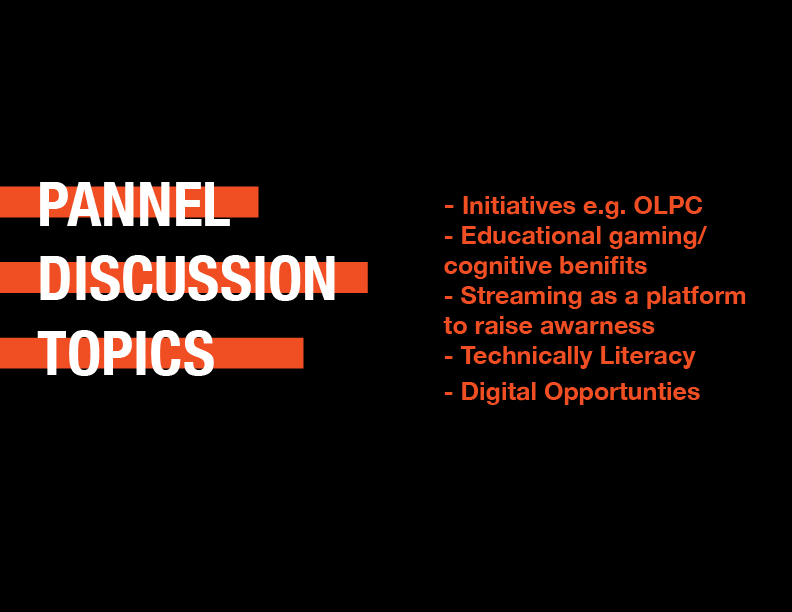 PANNEL
DISCUSSION
TOPICS
- Initiatives e.g. OLPC
- Educational gaming/
cognitive benifits
- Streaming as a platform
to raise awarness
- Technically Literacy
- Digital Opportunties